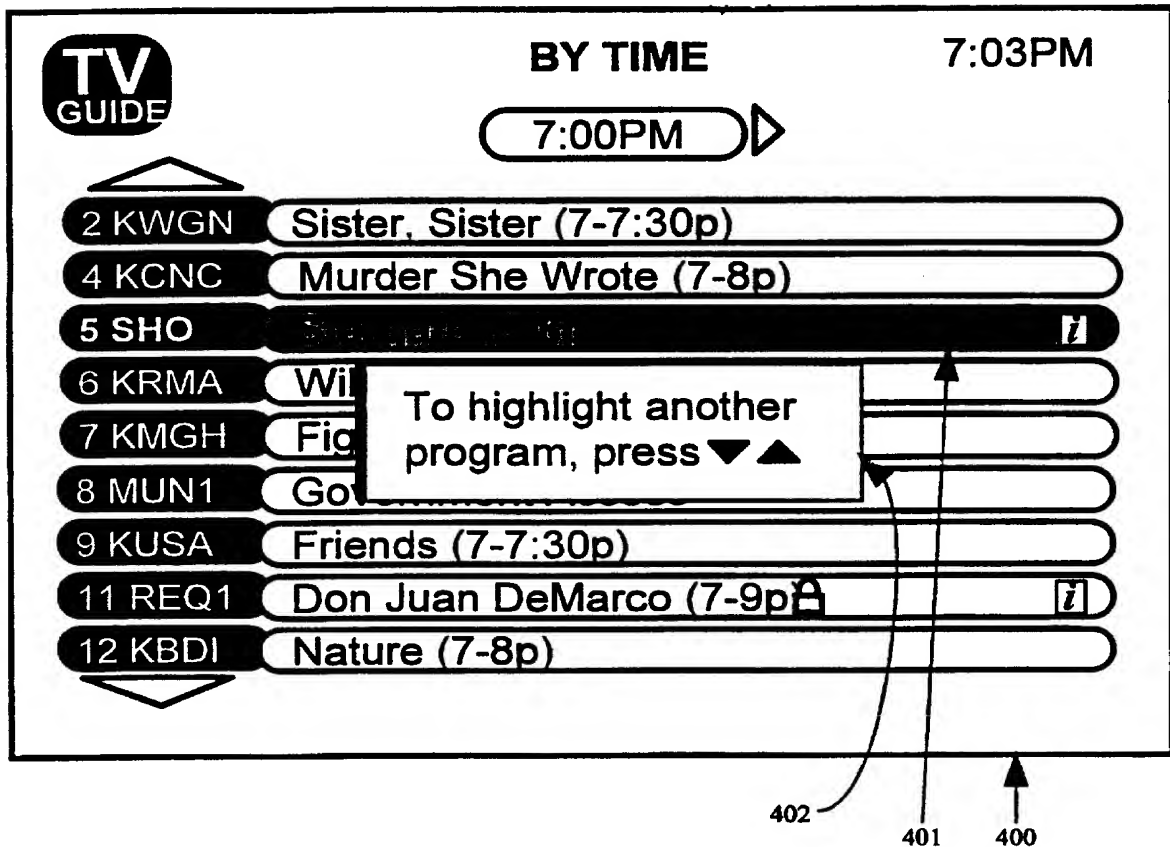 TV
GUIDE
BY TIME
7:03PM
7:00PM
2 KWGN Sister, Sister (7-7:30p)
4 KCNC Murder She Wrote (7-8p)
5 SHO i
6 KRMA Wil
7 KMGH Fig
8 MUN1
To highlight another
program, press ▼ ▲
9 KUSA Friends (7-7:30p)
11 REQ1 Don Juan DeMarco (7-9p i
12 KBDI Nature (7-8p)
402
401
400